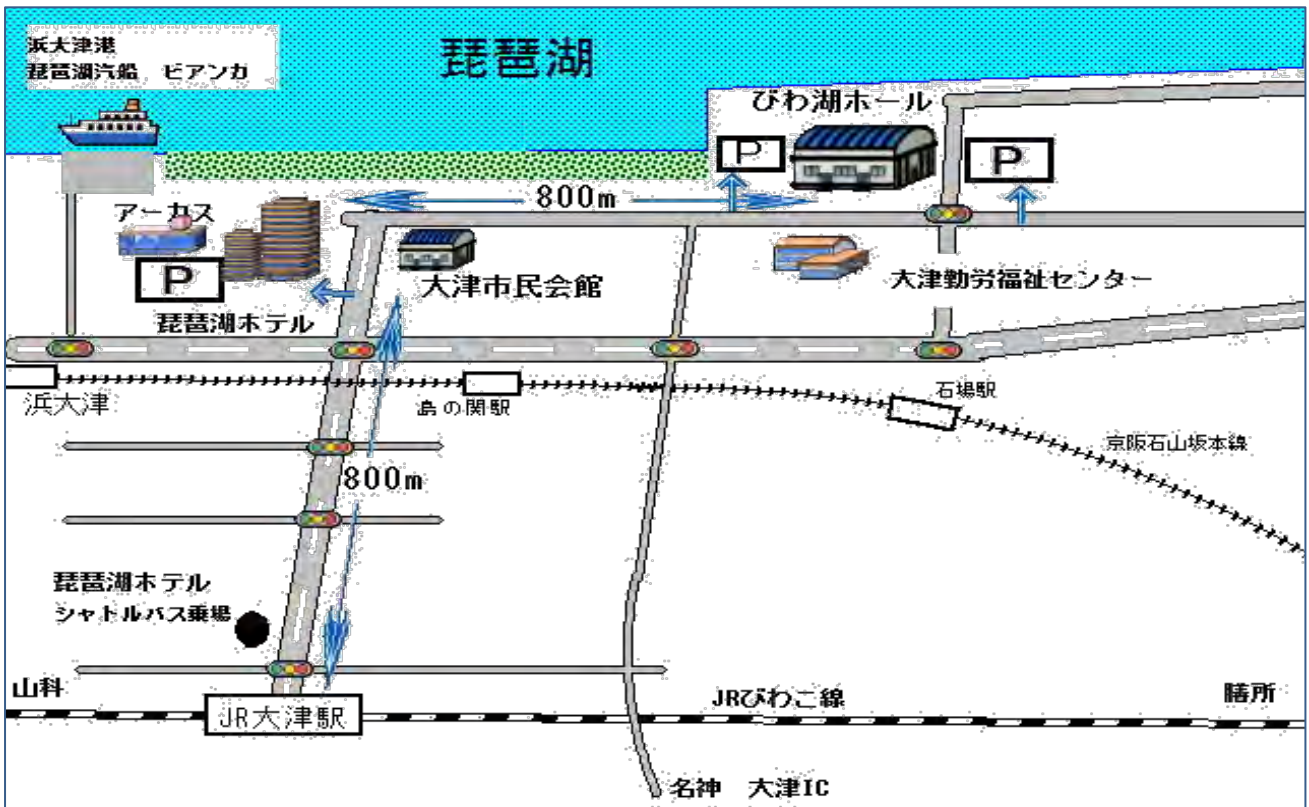 浜大津港
琵琶湖汽船　ビアンカ
琵琶湖
びわ湖ホール
P
P
800m
アーカス
P
大津市民会館
大津勤労福祉センター
琵琶湖ホテル
浜大津
島の関駅
石場駅
京阪石山坂本線
800m
琵琶湖ホテル
シャトルバス乗場
山科
JR大津駅
JRびわこ線
膳所
名神　大津IC